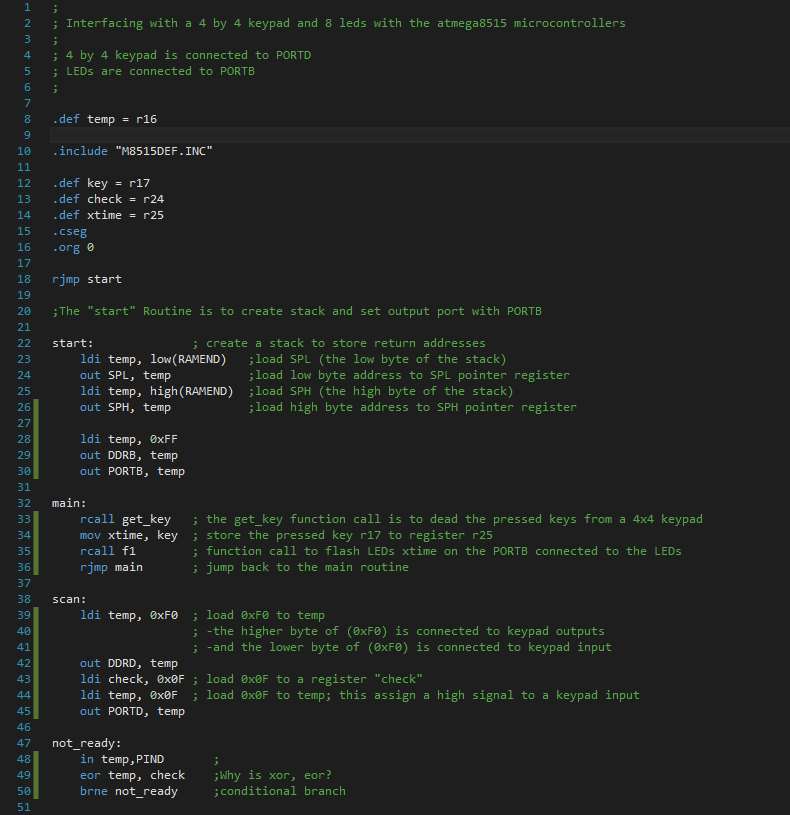 1 ;
2 ; Interfacing with a 4 by 4 keypad and 8 leds with the atmega8515 microcontrollers
3 ;
4 ; 4 by 4 keypad is connected to PORTD
5 ; LEDs are connected to PORTB
6 ;
7
8 .def temp = r16
9
10 .include "M8515DEF.INC"
11
12 .def key = r17
13 .def check = r24
14 .def xtime = r25
15 .cseg
16 .org 0
17
18 rjmp start
19
20 ;The "start" Routine is to create stack and set output port with PORTB
21
22 start: ; create a stack to store return addresses
23 ldi temp, low(RAMEND) ;load SPL (the low byte of the stack)
24 out SPL, temp ;load low byte address to SPL pointer register
25 ldi temp, high(RAMEND) ;load SPH (the high byte of the stack)
26 out SPH, temp ;load high byte address to SPH pointer register
27
28 ldi temp, 0xFF
29 out DDRB, temp
30 out PORTB, temp
31
32 main:
33 rcall get_key ; the get_key function call is to dead the pressed keys from a 4x4 keypad
34 mov xtime, key ; store the pressed key r17 to register r25
35 rcall f1 ; function call to flash LEDs xtime on the PORTB connected to the LEDs
36 rjmp main ; jump back to the main routine
37
38 scan:
39 ldi temp, 0xF0 ; load 0xF0 to temp
40 ; -the higher byte of (0xF0) is connected to keypad outputs
41 ; -and the lower byte of (0xF0) is connected to keypad input
42 out DDRD, temp
43 ldi check, 0x0F ; load 0x0F to a register "check"
44 ldi temp, 0x0F ; load 0x0F to temp; this assign a high signal to a keypad input
45 out PORTD, temp
46
47 not_ready:
48 in temp,PIND ;
49 eor temp, check ;Why is xor, eor?
50 brne not_ready ;conditional branch
51